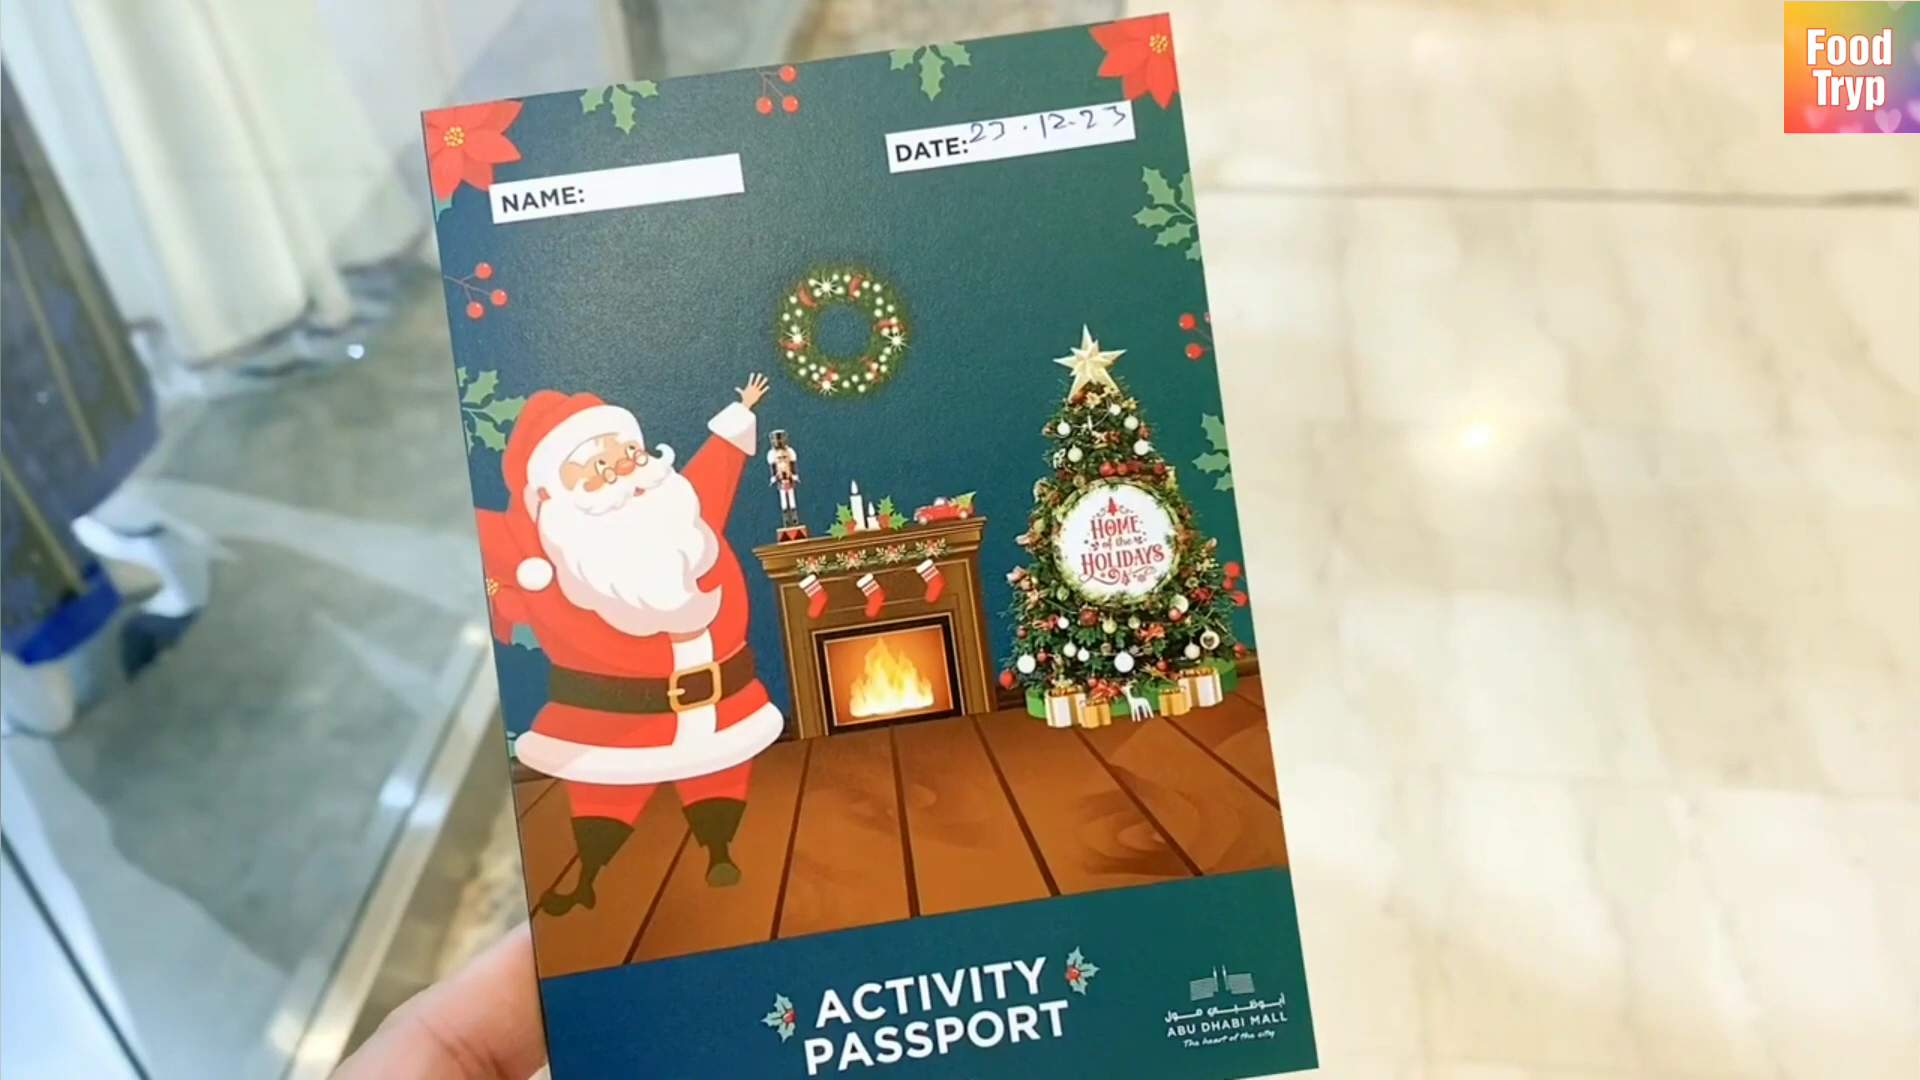 Food
Tryp
NAME:
DATE: 23.12.23
HOME
of the
HOLIDAYS
ACTIVITY
PASSPORT
أبوظبي مول
ABU DHABI MALL
The heart of the city